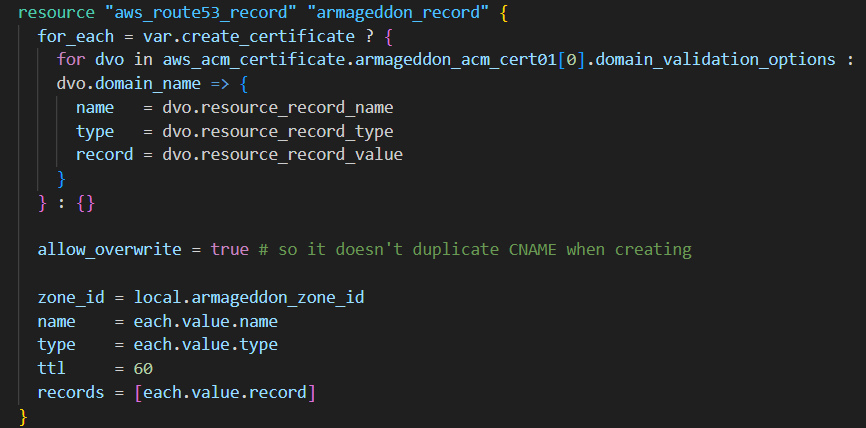 resource "aws_route53_record" "armageddon_record" {
  for_each = var.create_certificate ? {
    for dvo in aws_acm_certificate.armageddon_acm_cert01[0].domain_validation_options :
    dvo.domain_name => {
      name   = dvo.resource_record_name
      type   = dvo.resource_record_type
      record = dvo.resource_record_value
    }
  } : {}

  allow_overwrite = true # so it doesn't duplicate CNAME when creating

  zone_id = local.armageddon_zone_id
  name    = each.value.name
  type    = each.value.type
  ttl     = 60
  records = [each.value.record]
}